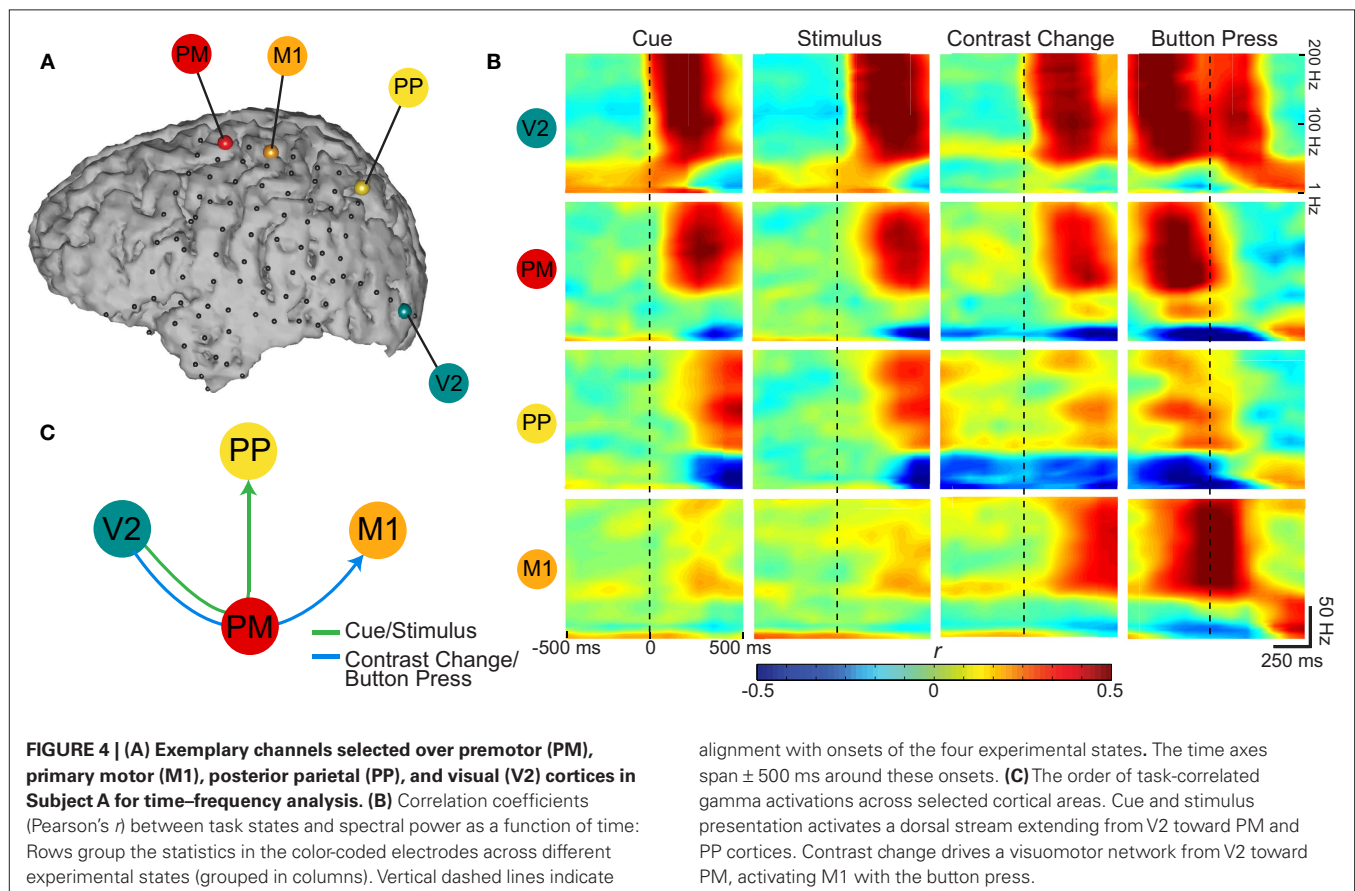 A
PM
M1
PP
V2
B
Cue
Stimulus
Contrast Change
Button Press
V2
PM
PP
M1
200 Hz
100 Hz
1 Hz
-500 ms
0
500 ms
50 Hz
250 ms
r
-0.5
0
0.5
C
PP
V2
M1
PM
Cue/Stimulus
Contrast Change/
Button Press
FIGURE 4 | (A) Exemplary channels selected over premotor (PM),
primary motor (M1), posterior parietal (PP), and visual (V2) cortices in
Subject A for time–frequency analysis. (B) Correlation coefficients
(Pearson's r) between task states and spectral power as a function of time:
Rows group the statistics in the color-coded electrodes across different
experimental states (grouped in columns). Vertical dashed lines indicate
alignment with onsets of the four experimental states. The time axes
span ± 500 ms around these onsets. (C) The order of task-correlated
gamma activations across selected cortical areas. Cue and stimulus
presentation activates a dorsal stream extending from V2 toward PM and
PP cortices. Contrast change drives a visuomotor network from V2 toward
PM, activating M1 with the button press.